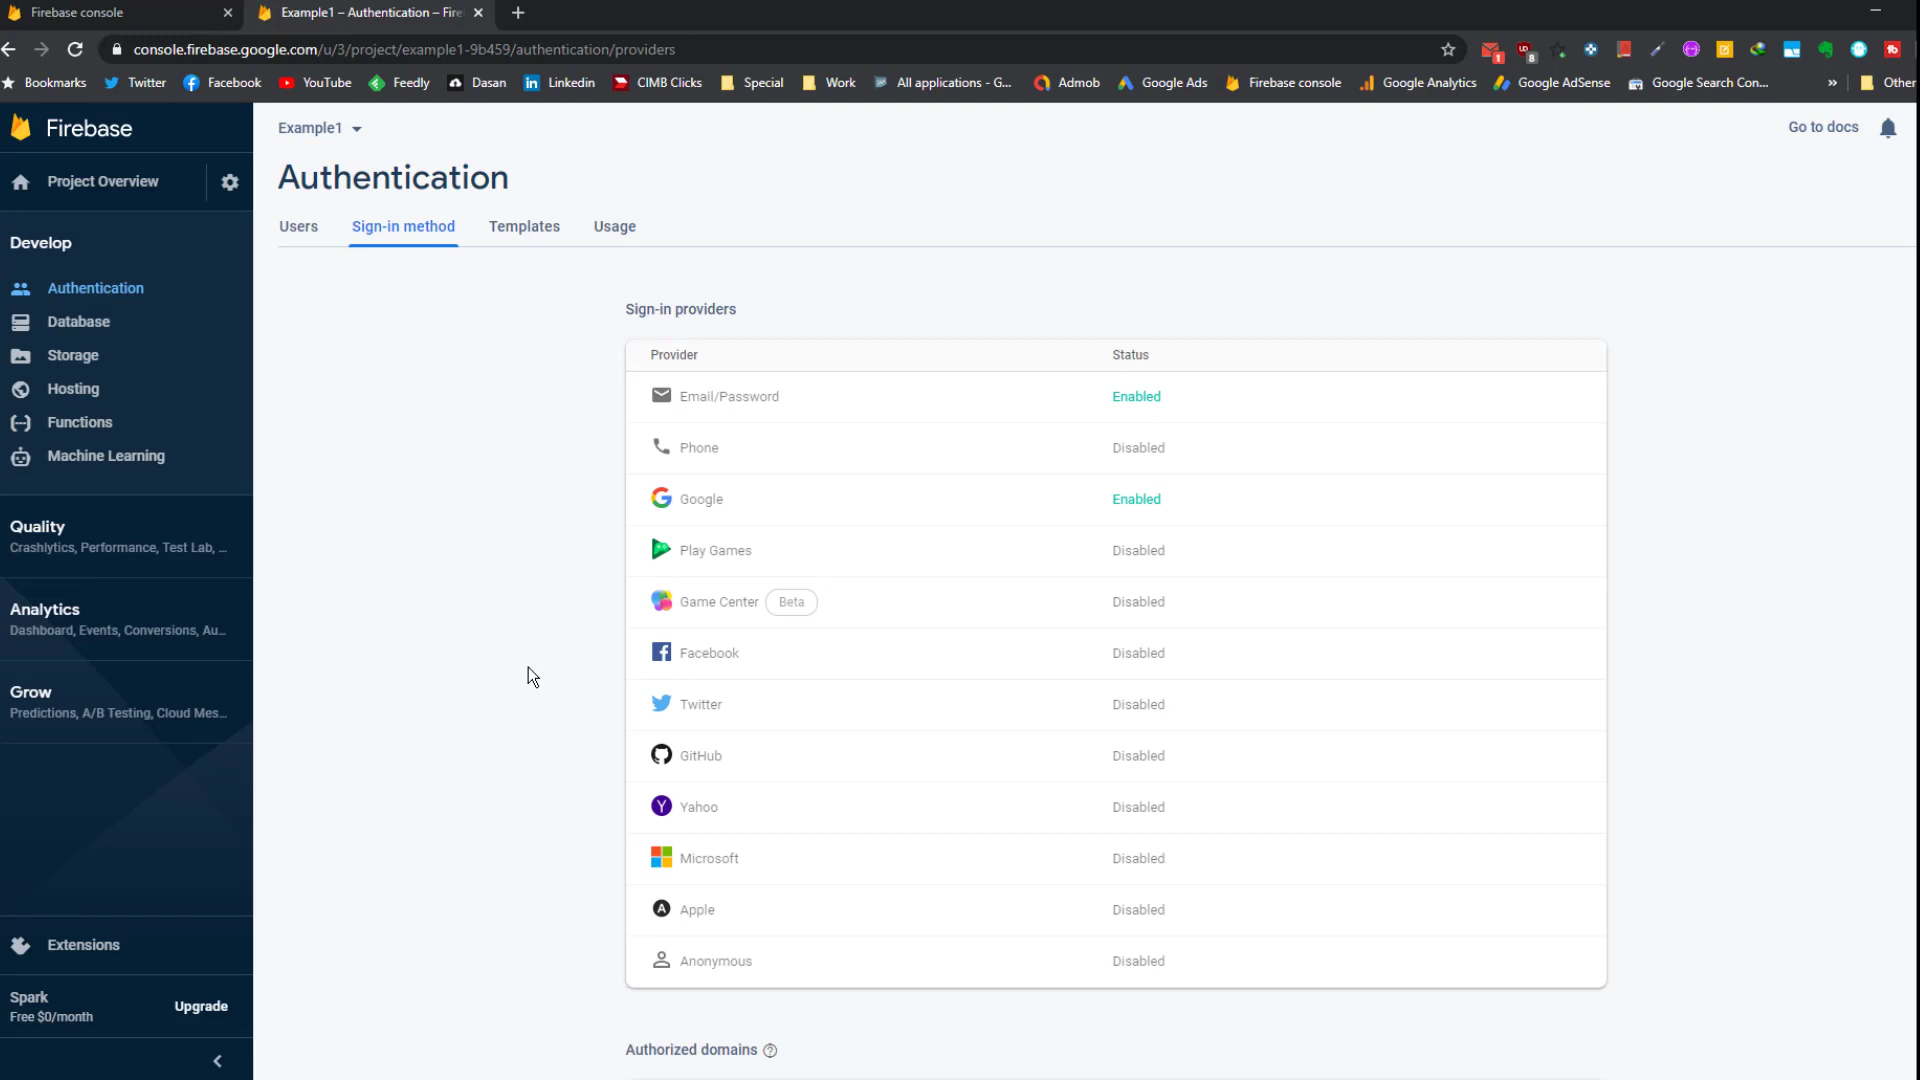 Firebase console
Example1 – Authentication – Fire
console.firebase.google.com/u/3/project/example1-9b459/authentication/providers
1
8
Bookmarks
Twitter
Facebook
YouTube
Feedly
Dasan
Linkedin
CIMB Clicks
Special
Work
All applications - G...
Admob
Google Ads
Firebase console
Google Analytics
Google AdSense
Google Search Con...
»
Other
Firebase
Example1
Go to docs
Project Overview
Authentication
Users
Sign-in method
Templates
Usage
Develop
Authentication
Database
Storage
Hosting
Functions
Machine Learning
Quality
Crashlytics, Performance, Test Lab, ...
Analytics
Dashboard, Events, Conversions, Au...
Grow
Predictions, A/B Testing, Cloud Mes...
Extensions
Spark
Free $0/month
Upgrade
Sign-in providers
Provider Status
Email/Password Enabled
Phone Disabled
Google Enabled
Play Games Disabled
Game Center Beta Disabled
Facebook Disabled
Twitter Disabled
GitHub Disabled
Yahoo Disabled
Microsoft Disabled
Apple Disabled
Anonymous Disabled
Authorized domains ?